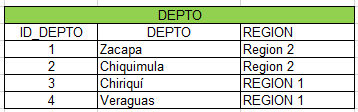 DEPTO
ID_DEPTO DEPTO REGION
1 Zacapa Region 2
2 Chiquimula Region 2
3 Chiriquí REGION 1
4 Veraguas REGION 1